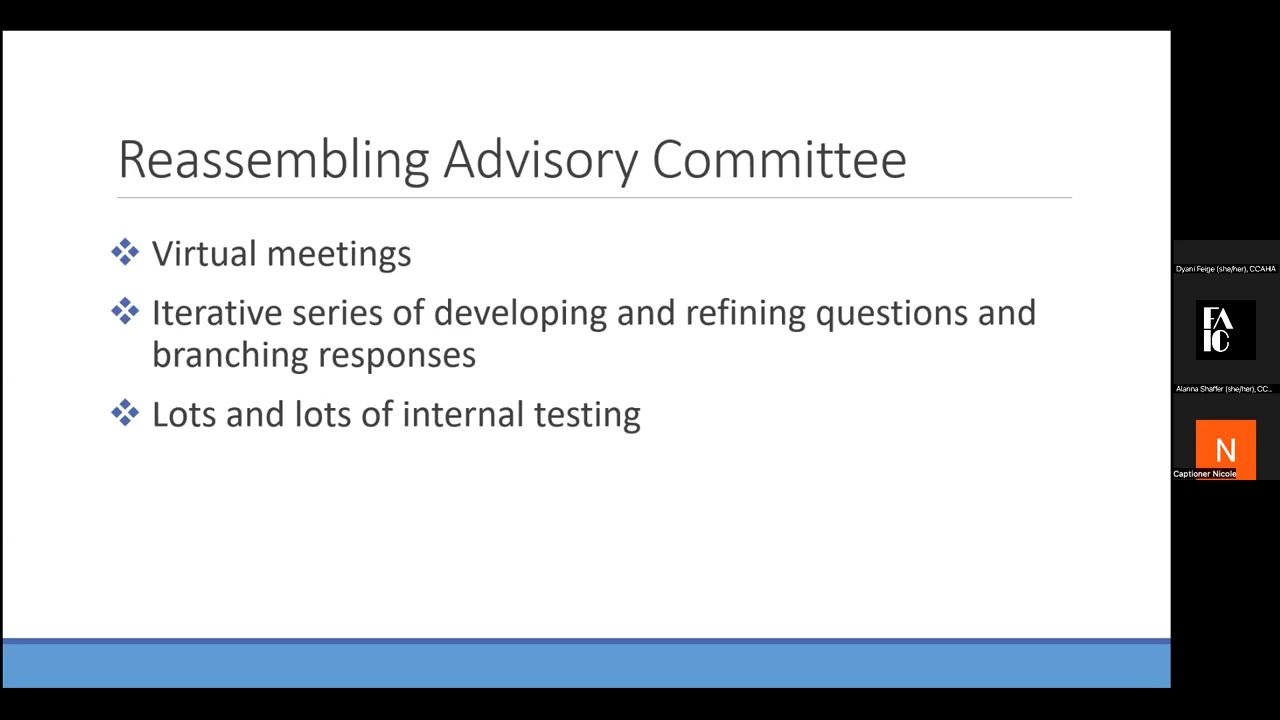 Reassembling Advisory Committee
Virtual meetings
Iterative series of developing and refining questions and
branching responses
Lots and lots of internal testing
Dyani Feige (she/her), CCAHA
FA
IC
Alanna Shaffer (she/her), CC...
N
Captioner Nicole